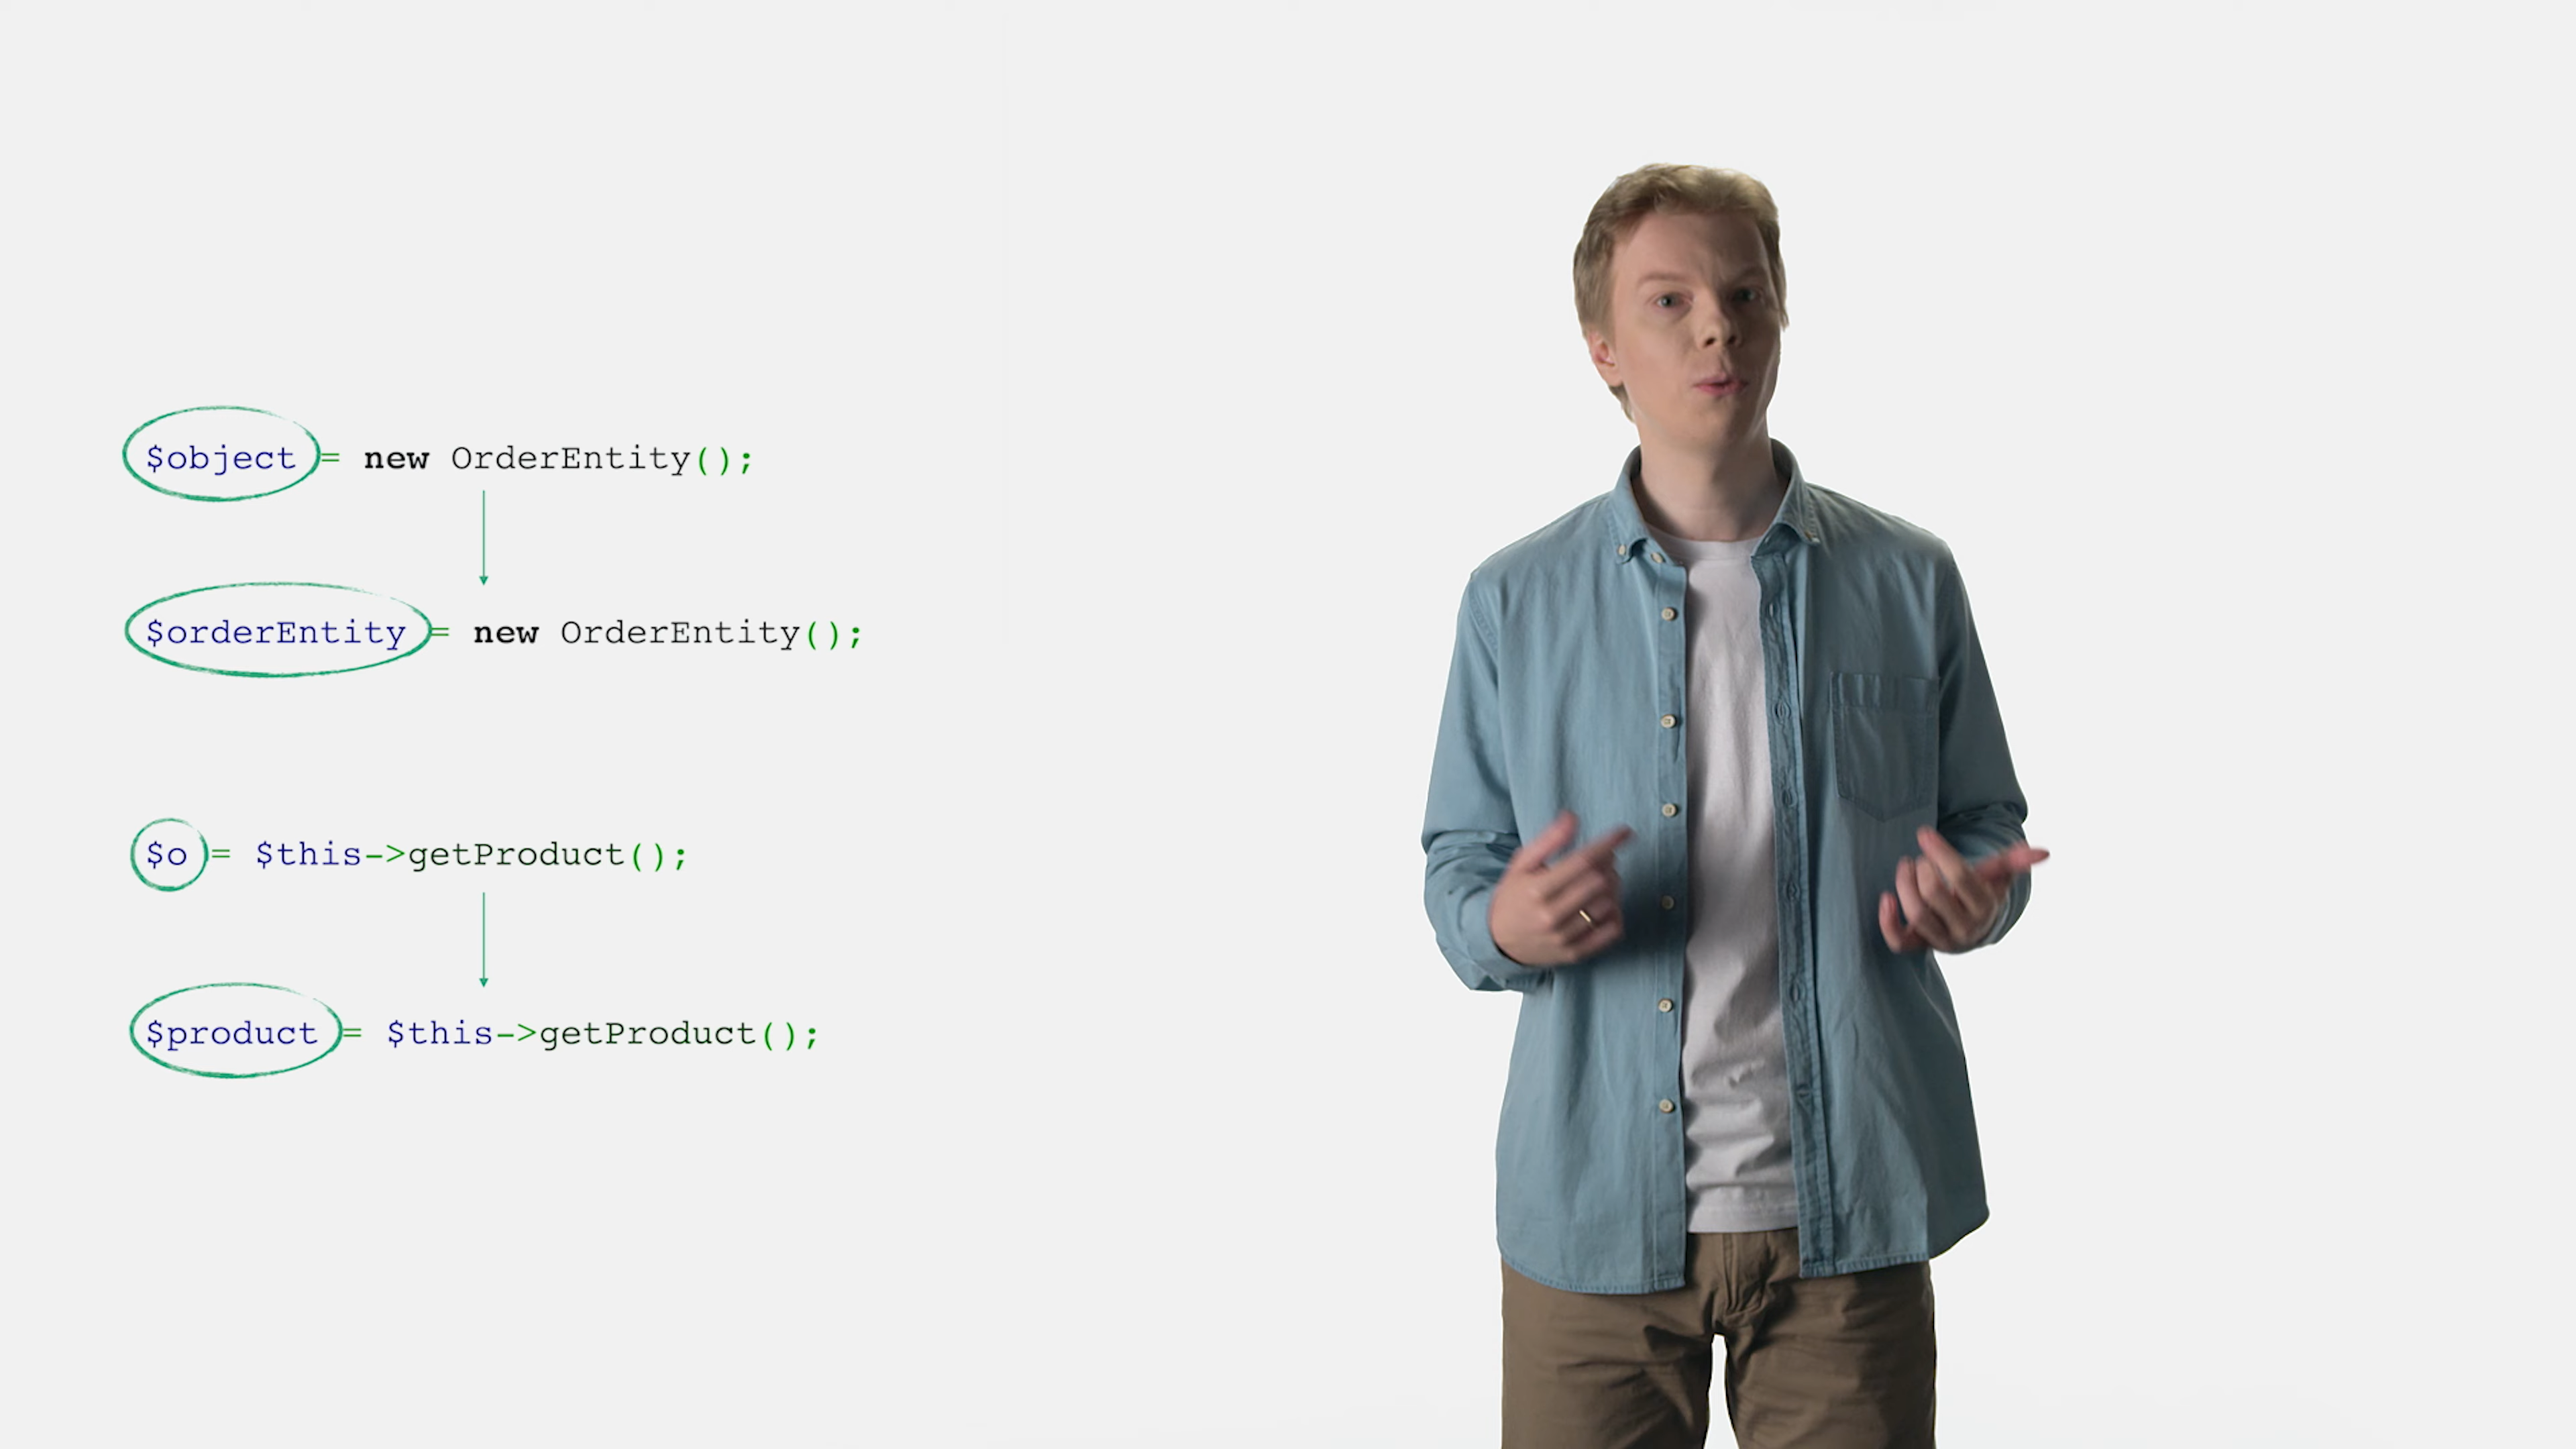 $object = new OrderEntity();
$orderEntity = new OrderEntity();
$o = $this->getProduct();
$product = $this->getProduct();